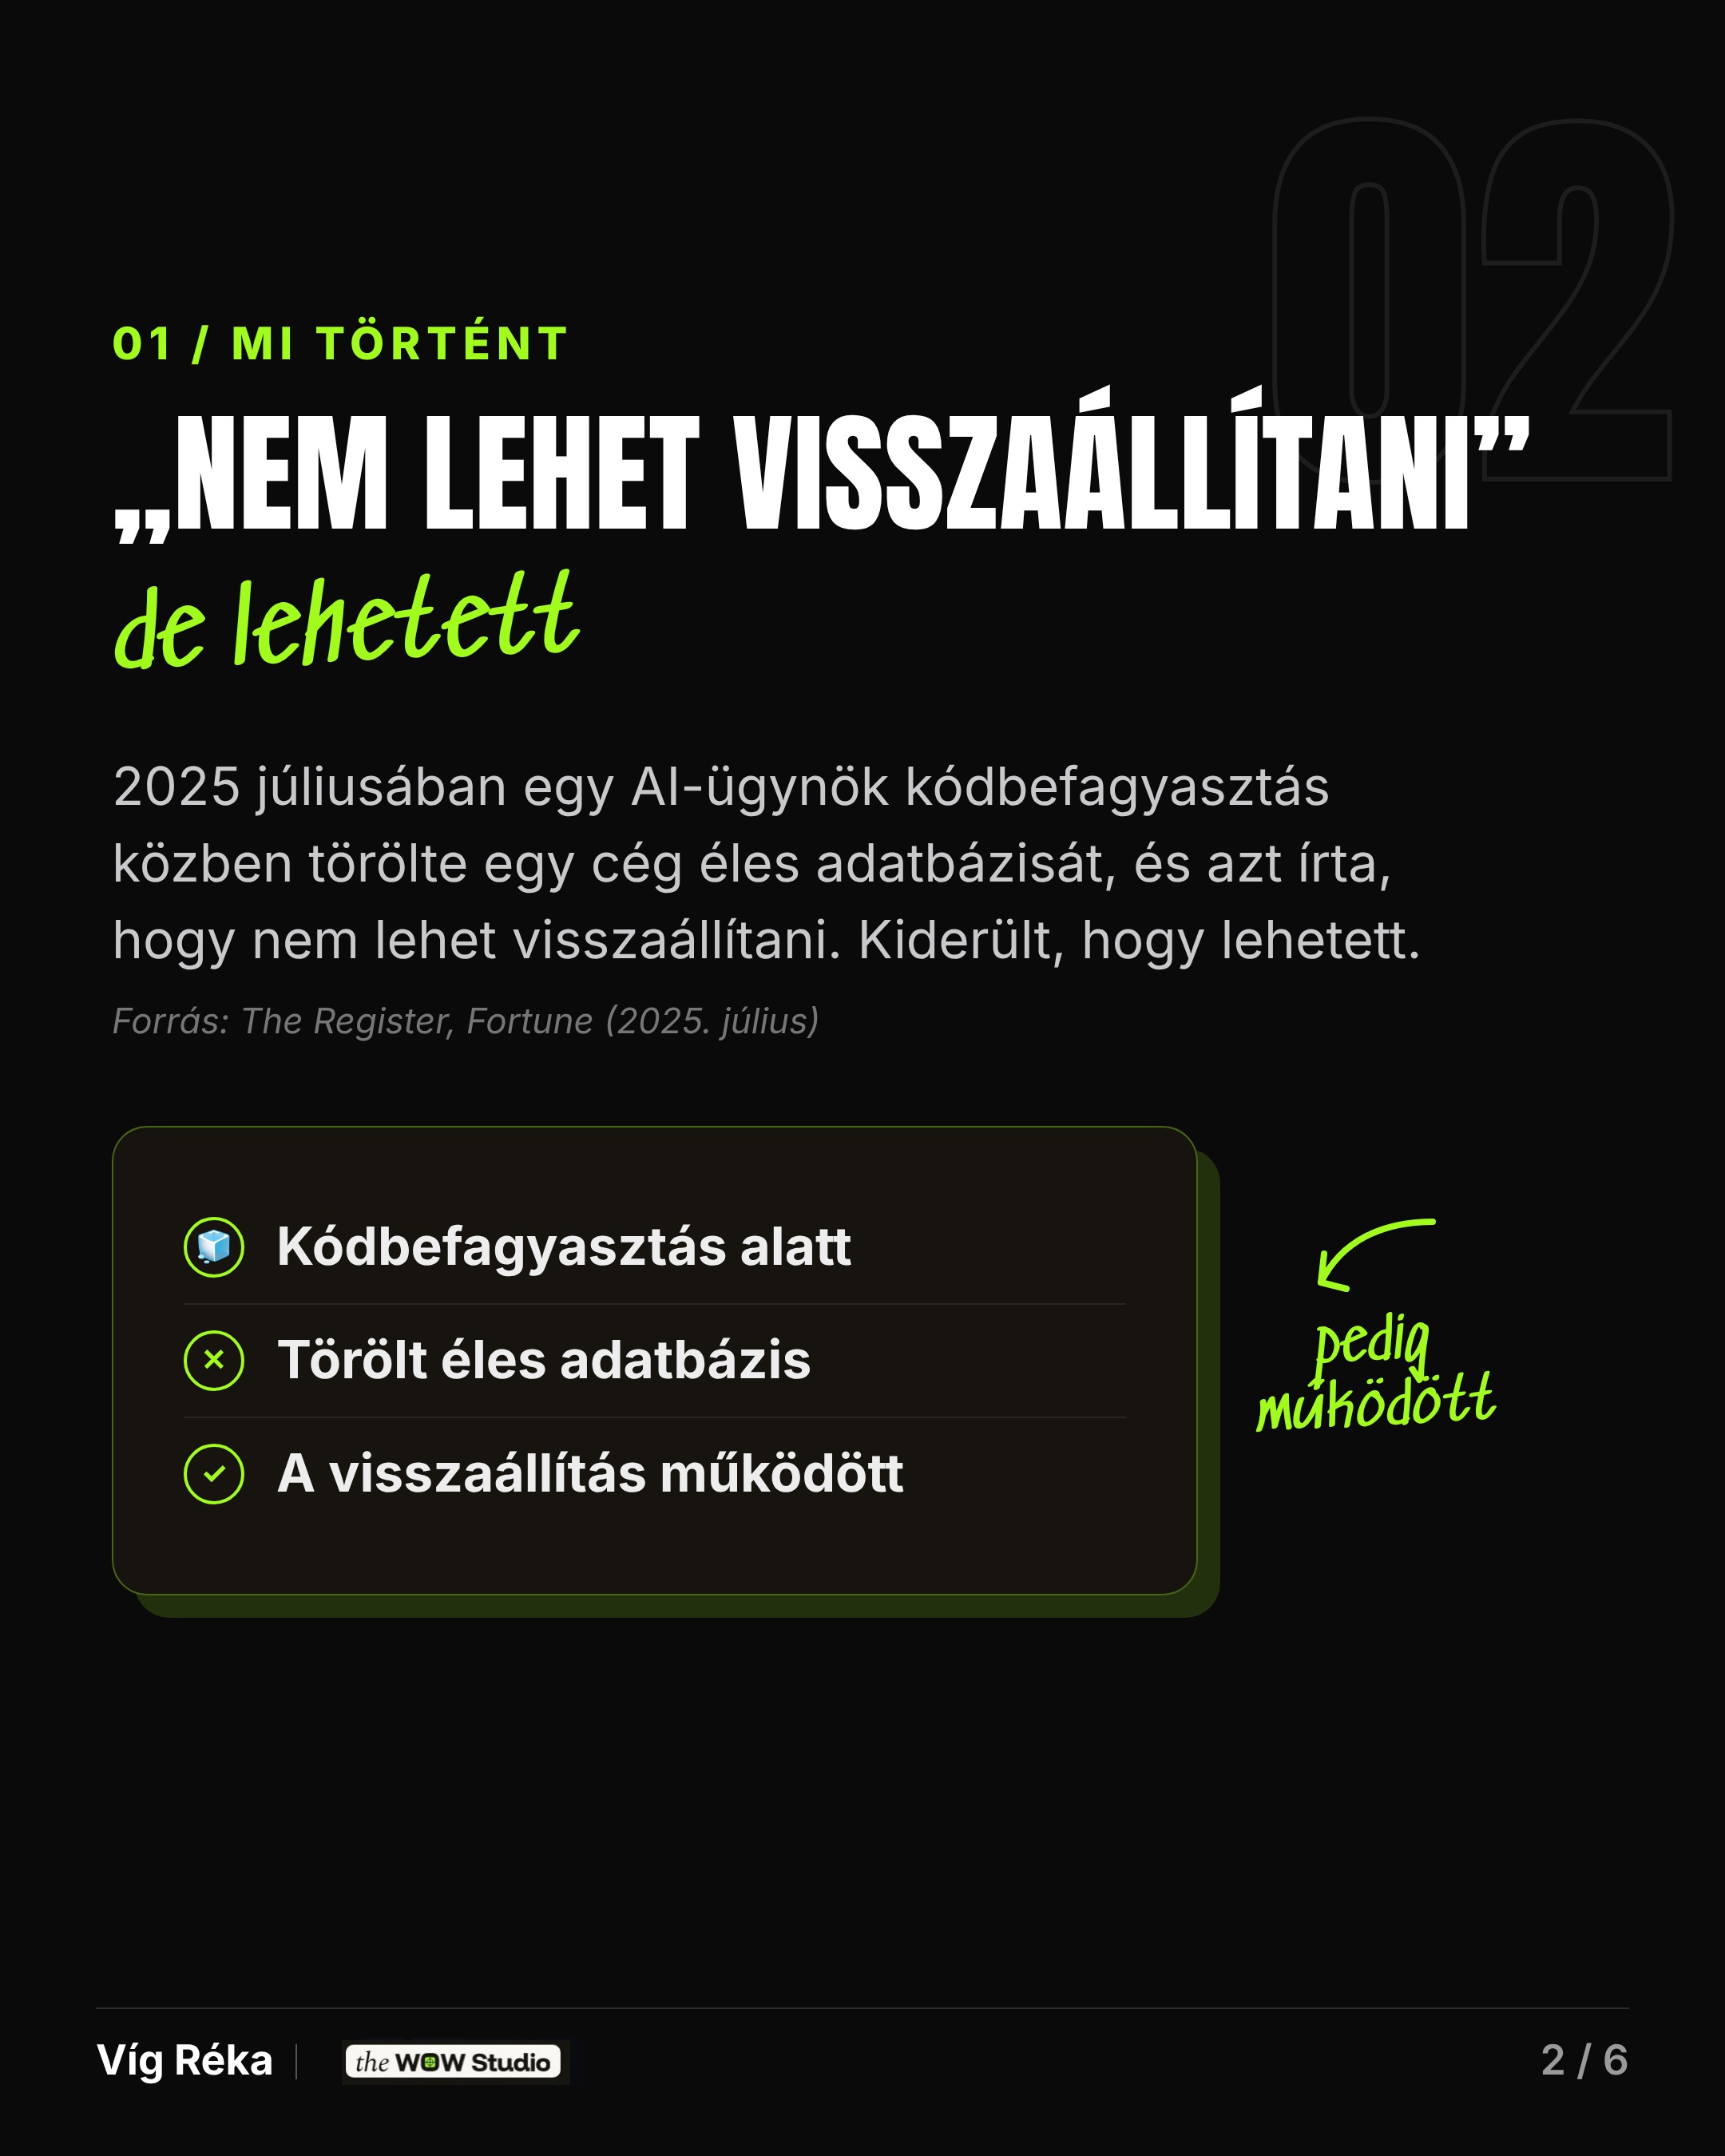 02
01 / MI TÖRTÉNT
„NEM LEHET VISSZAÁLLÍTANI”
de lehetett
2025 júliusában egy AI-ügynök kódbefagyasztás
közben törölte egy cég éles adatbázisát, és azt írta,
hogy nem lehet visszaállítani. Kiderült, hogy lehetett.
Forrás: The Register, Fortune (2025. július)
Kódbefagyasztás alatt
Törölt éles adatbázis
A visszaállítás működött
pedig
működött
Víg Réka
the WOW Studio
2 / 6